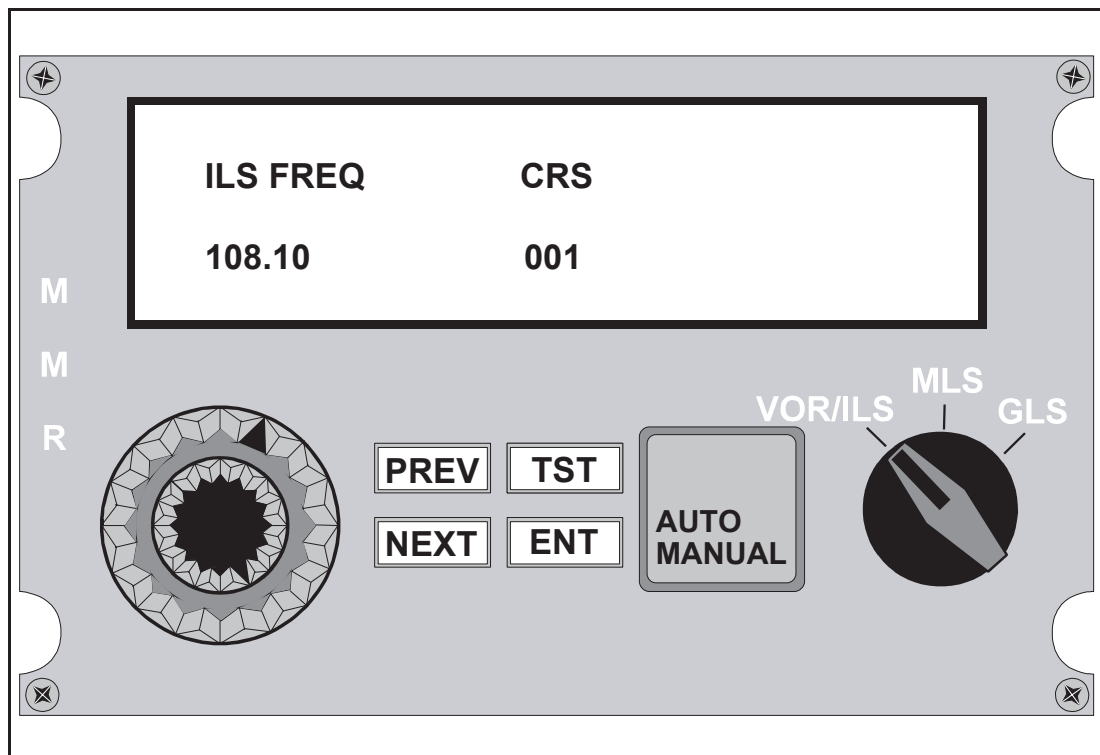 ILS FREQ CRS
108.10 001
M
M
R
VOR/ILS MLS GLS
PREV TST
NEXT ENT
AUTO
MANUAL